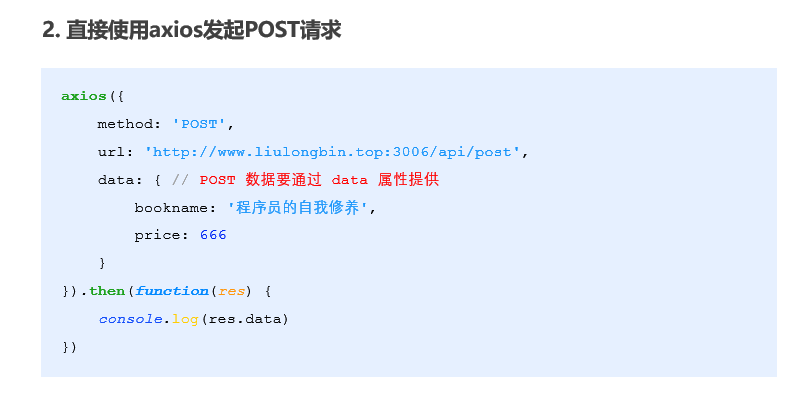 2. 直接使用axios发起POST请求
axios({
    method: 'POST',
    url: 'http://www.liulongbin.top:3006/api/post',
    data: { // POST 数据要通过 data 属性提供
        bookname: '程序员的自我修养',
        price: 666
    }
}).then(function(res) {
    console.log(res.data)
})